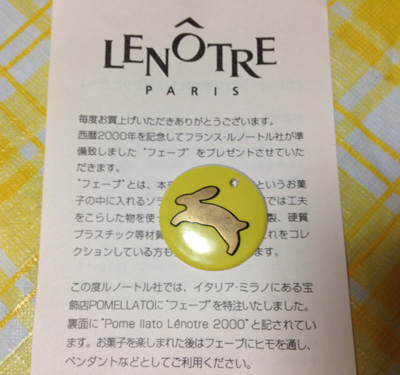 LENÔTRE
PARIS
毎度お買上げいただきありがとうございます。
西暦2000年を記念してフランス・ルノートル社が準
備致しました "フェーブ" をプレゼントさせていた
だきます。
"フェーブとは、本 というお菓
子の中に入れるソラ では工夫
をこらした物を使っ 製、硬質
プラスチック等材 れをコレ
クションしている方も
この度ルノートル社では、イタリア・ミラノにある宝
飾店POMELLATOに"フェーブ"を特注いたしました。
裏面に"Pome llato Lénotre 2000"と記されていま
す。お菓子を楽しまれた後はフェーブにヒモを通し、
ペンダントなどとしてご利用ください。